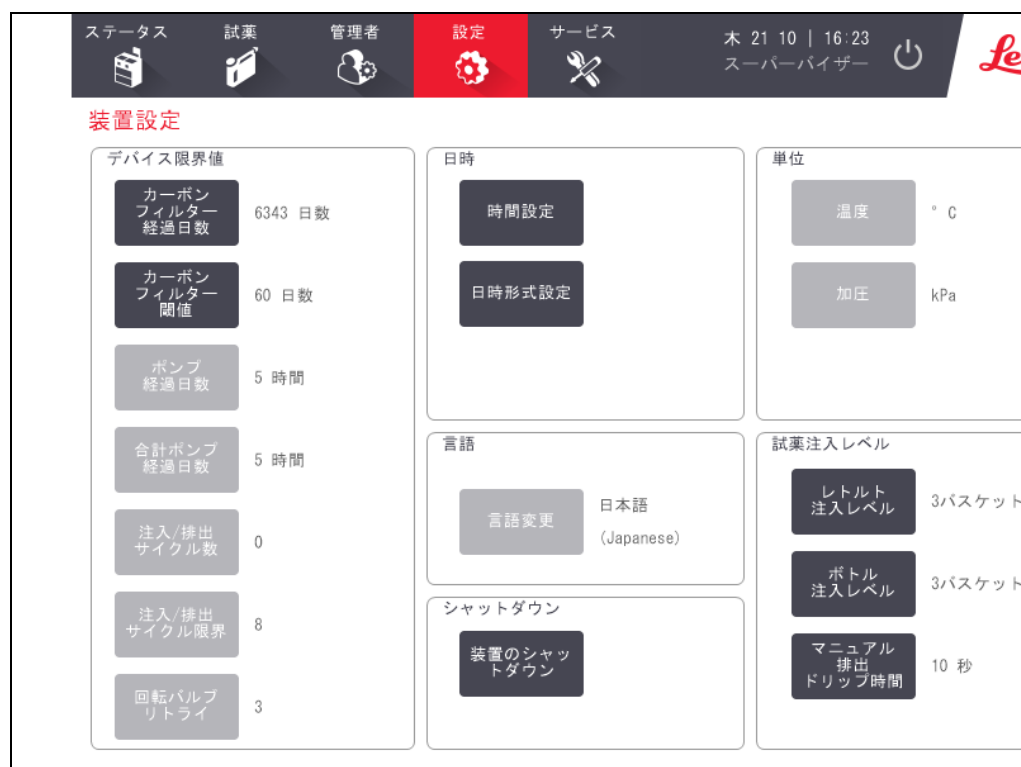 ステータス
試薬
管理者
設定
サービス
木 21 10 | 16:23
スーパーバイザー
Le
装置設定
デバイス限界値
カーボン
フィルター
経過日数
6343 日数
カーボン
フィルター
閾値
60 日数
ポンプ
経過日数
5 時間
合計ポンプ
経過日数
5 時間
注入/排出
サイクル数
0
注入/排出
サイクル限界
8
回転バルブ
リトライ
3
日時
時間設定
日時形式設定
言語
言語変更
日本語
(Japanese)
シャットダウン
装置のシャッ
トダウン
単位
温度
° C
加圧
kPa
試薬注入レベル
レトルト
注入レベル
3バスケット
ボトル
注入レベル
3バスケット
マニュアル
排出
ドリップ時間
10 秒